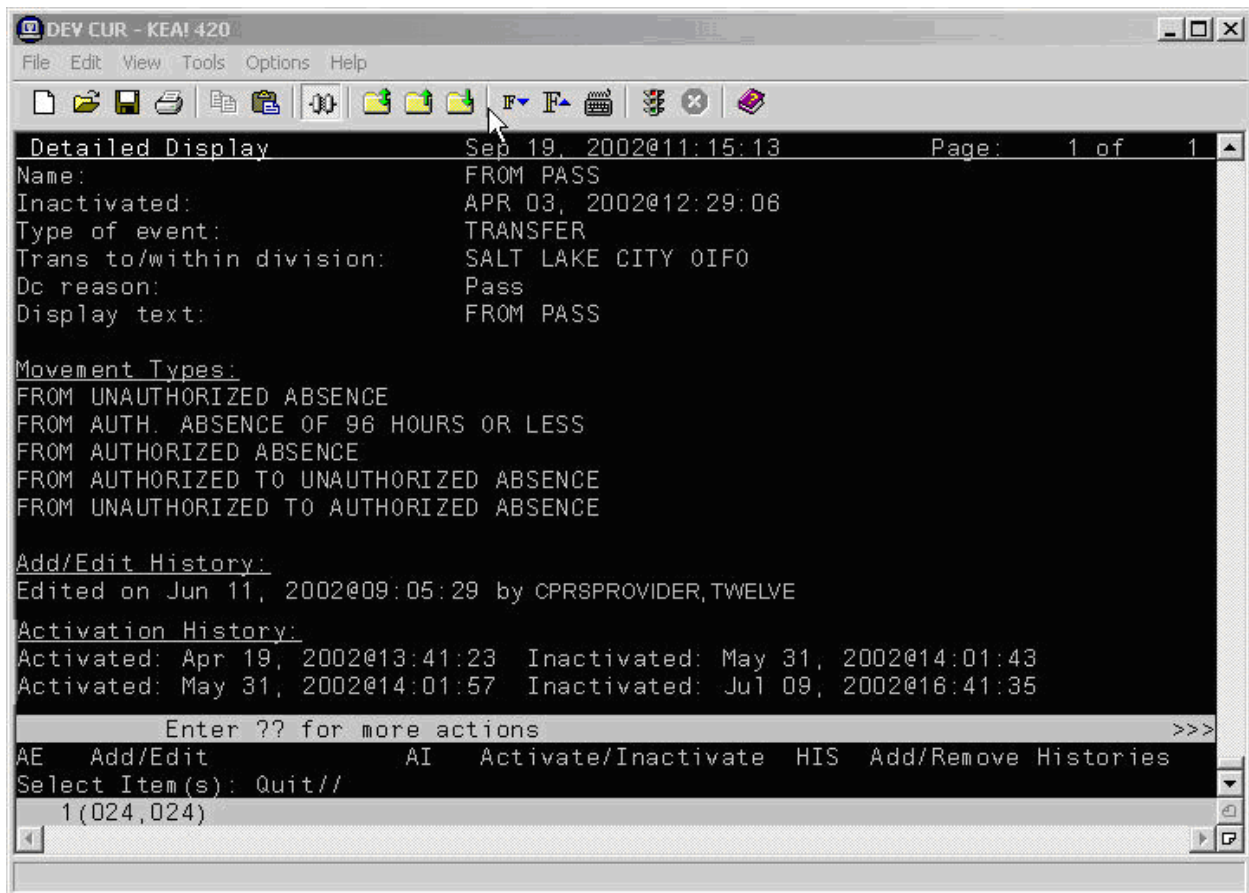 DEV CUR - KEA! 420
File Edit View Tools Options Help
Detailed Display Sep 19, 2002@11:15:13 Page: 1 of 1
Name: FROM PASS
Inactivated: APR 03, 2002@12:29:06
Type of event: TRANSFER
Trans to/within division: SALT LAKE CITY OIFO
Dc reason: Pass
Display text: FROM PASS
Movement Types:
FROM UNAUTHORIZED ABSENCE
FROM AUTH. ABSENCE OF 96 HOURS OR LESS
FROM AUTHORIZED ABSENCE
FROM AUTHORIZED TO UNAUTHORIZED ABSENCE
FROM UNAUTHORIZED TO AUTHORIZED ABSENCE
Add/Edit History:
Edited on Jun 11, 2002@09:05:29 by CPRSPROVIDER, TWELVE
Activation History:
Activated: Apr 19, 2002@13:41:23 Inactivated: May 31, 2002@14:01:43
Activated: May 31, 2002@14:01:57 Inactivated: Jul 09, 2002@16:41:35
Enter ?? for more actions >>>
AE Add/Edit AI Activate/Inactivate HIS Add/Remove Histories
Select Item(s): Quit//
1(024,024)